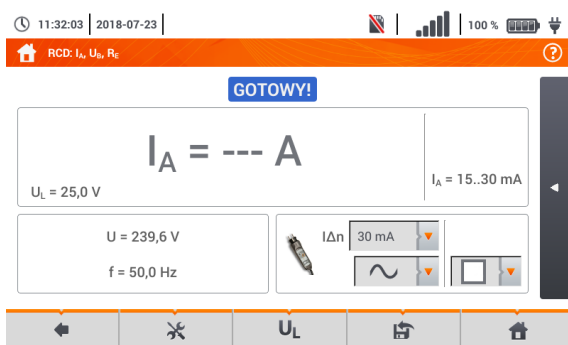 11:32:03 2018-07-23 100 %
RCD: IA, UB, RE ?
GOTOWY!
IA = --- A
UL = 25,0 V
IA = 15..30 mA
U = 239,6 V
f = 50,0 Hz
IΔn 30 mA
UL